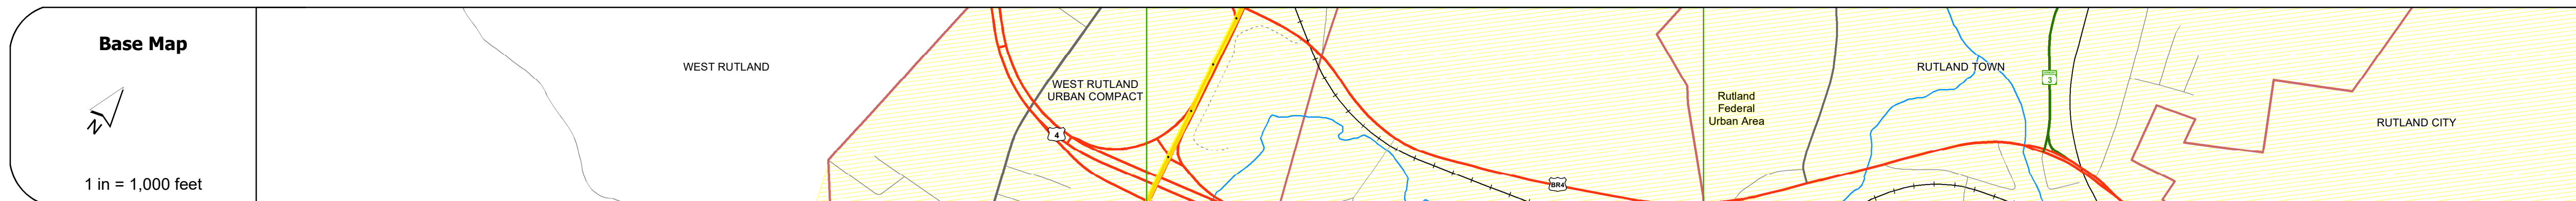 Base Map
N
1 in = 1,000 feet
WEST RUTLAND
WEST RUTLAND
URBAN COMPACT
4
BR4
Rutland
Federal
Urban Area
RUTLAND TOWN
3
RUTLAND CITY